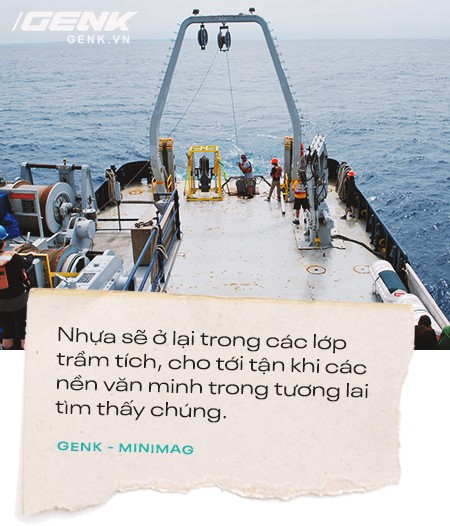 /GENK
GENK.VN
Nhựa sẽ ở lại trong các lớp
trầm tích, cho tới tận khi các
nền văn minh trong tương lai
tìm thấy chúng.
GENK - MINIMAG